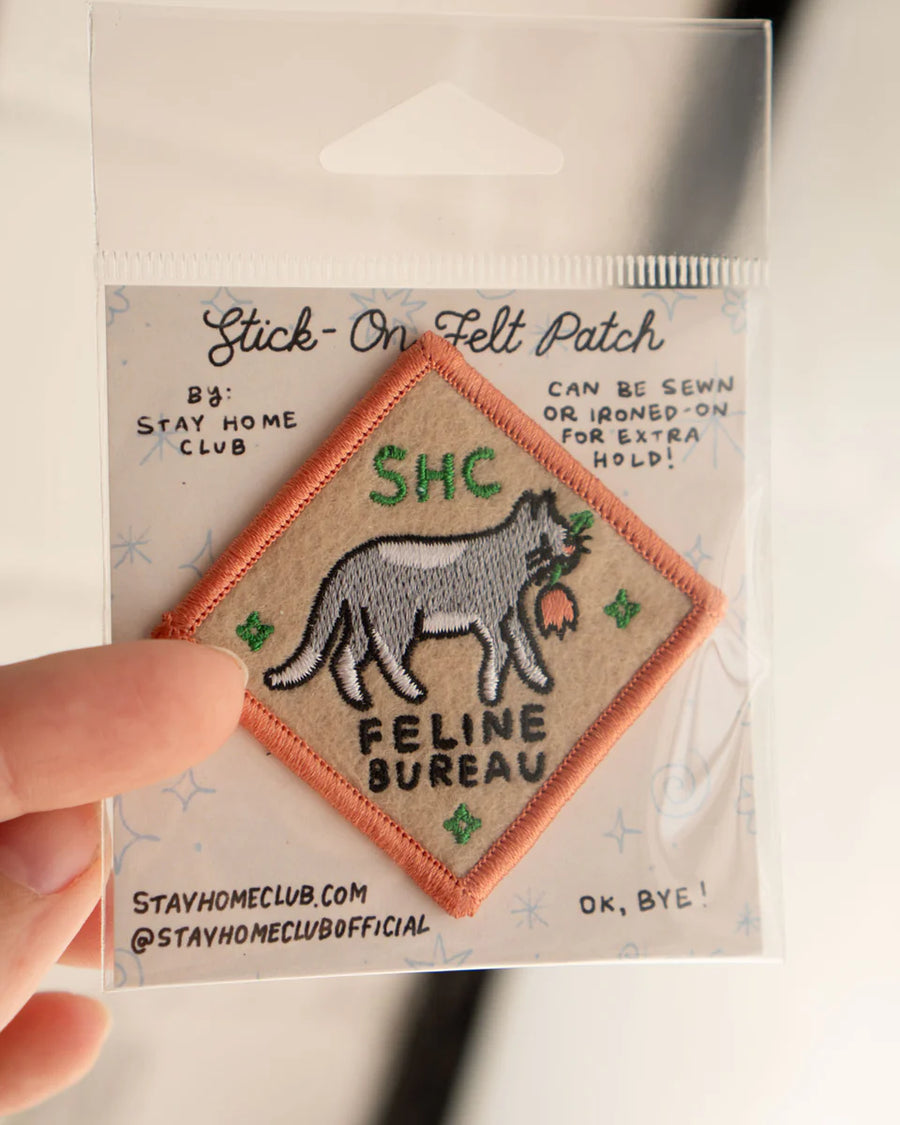 Stick-On Felt Patch
By:
STAY HOME
CLUB
CAN BE SEWN
OR IRONED-ON
FOR EXTRA
HOLD!
SHC
FELINE
BUREAU
STAYHOMECLUB.COM
@STAYHOMECLUBOFFICIAL
OK, BYE!